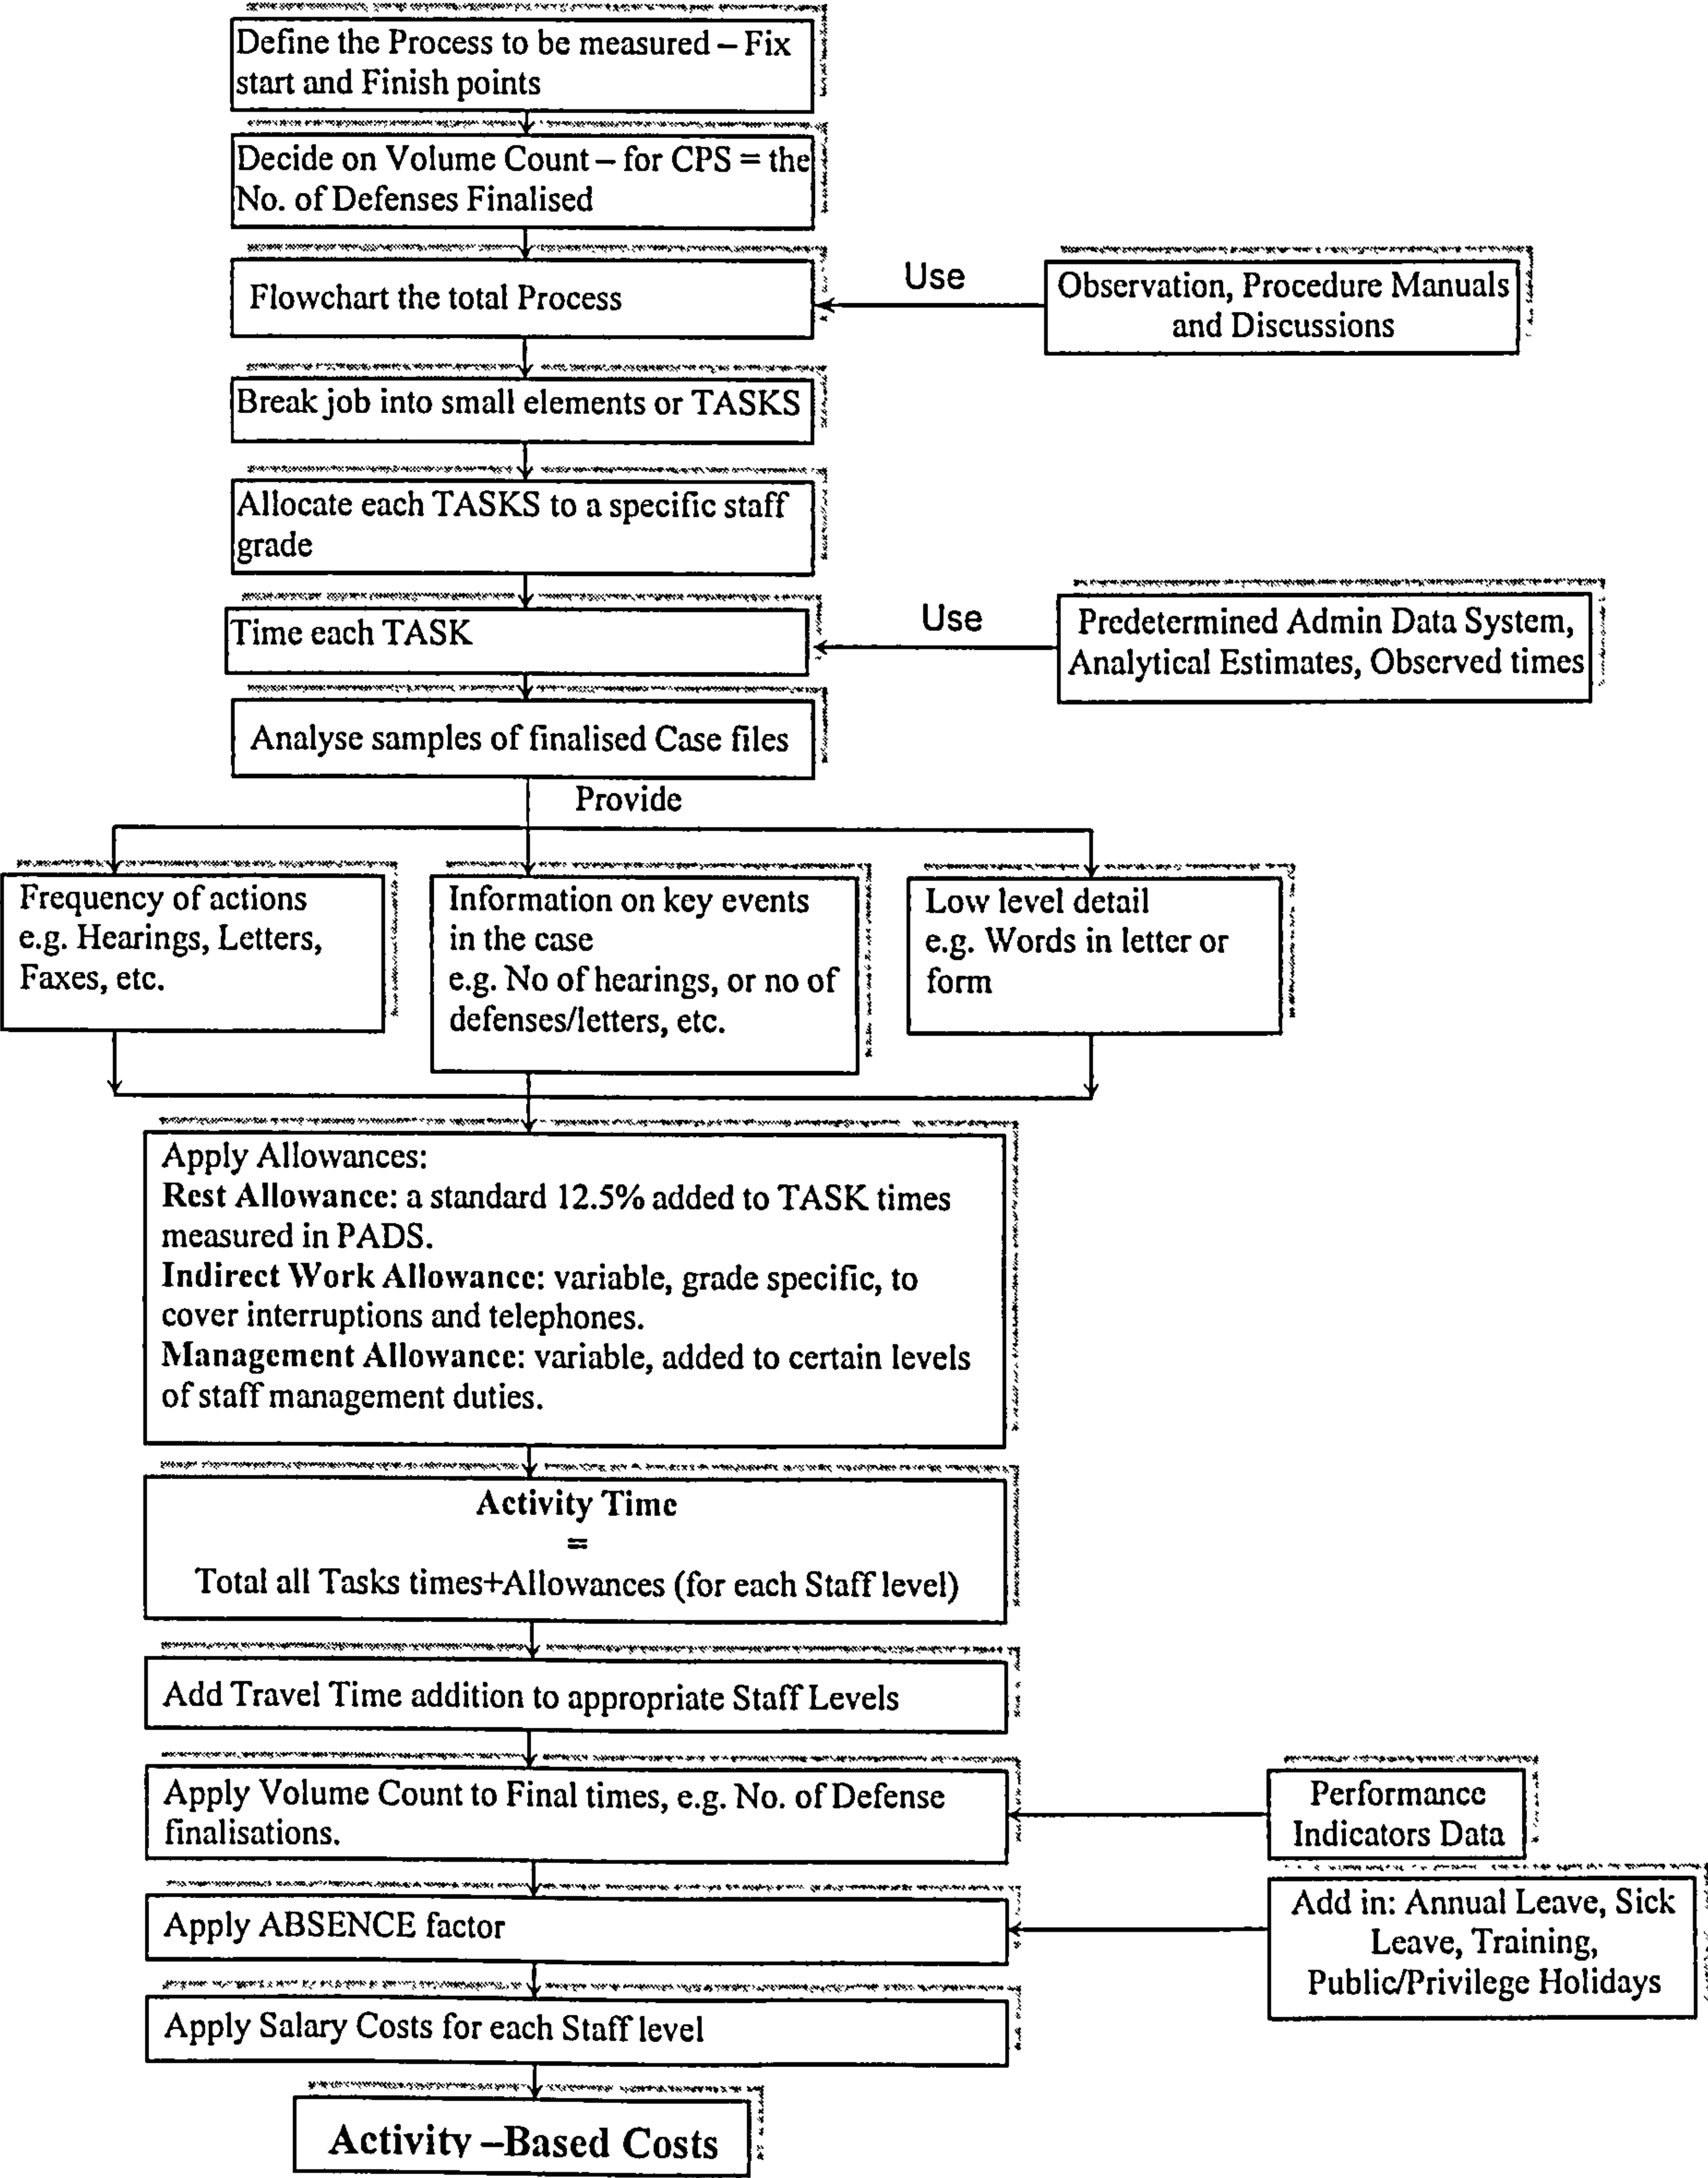 Define the Process to be measured – Fix
start and Finish points
Decide on Volume Count – for CPS = the
No. of Defenses Finalised
Flowchart the total Process
Use
Observation, Procedure Manuals
and Discussions
Break job into small elements or TASKS
Allocate each TASKS to a specific staff
grade
Time each TASK
Use
Predetermined Admin Data System,
Analytical Estimates, Observed times
Analyse samples of finalised Case files
Provide
Frequency of actions
e.g. Hearings, Letters,
Faxes, etc.
Information on key events
in the case
e.g. No of hearings, or no of
defenses/letters, etc.
Low level detail
e.g. Words in letter or
form
Apply Allowances:
Rest Allowance: a standard 12.5% added to TASK times
measured in PADS.
Indirect Work Allowance: variable, grade specific, to
cover interruptions and telephones.
Management Allowance: variable, added to certain levels
of staff management duties.
Activity Time
=
Total all Tasks times+Allowances (for each Staff level)
Add Travel Time addition to appropriate Staff Levels
Apply Volume Count to Final times, e.g. No. of Defense
finalisations.
Performance
Indicators Data
Apply ABSENCE factor
Add in: Annual Leave, Sick
Leave, Training,
Public/Privilege Holidays
Apply Salary Costs for each Staff level
Activity –Based Costs